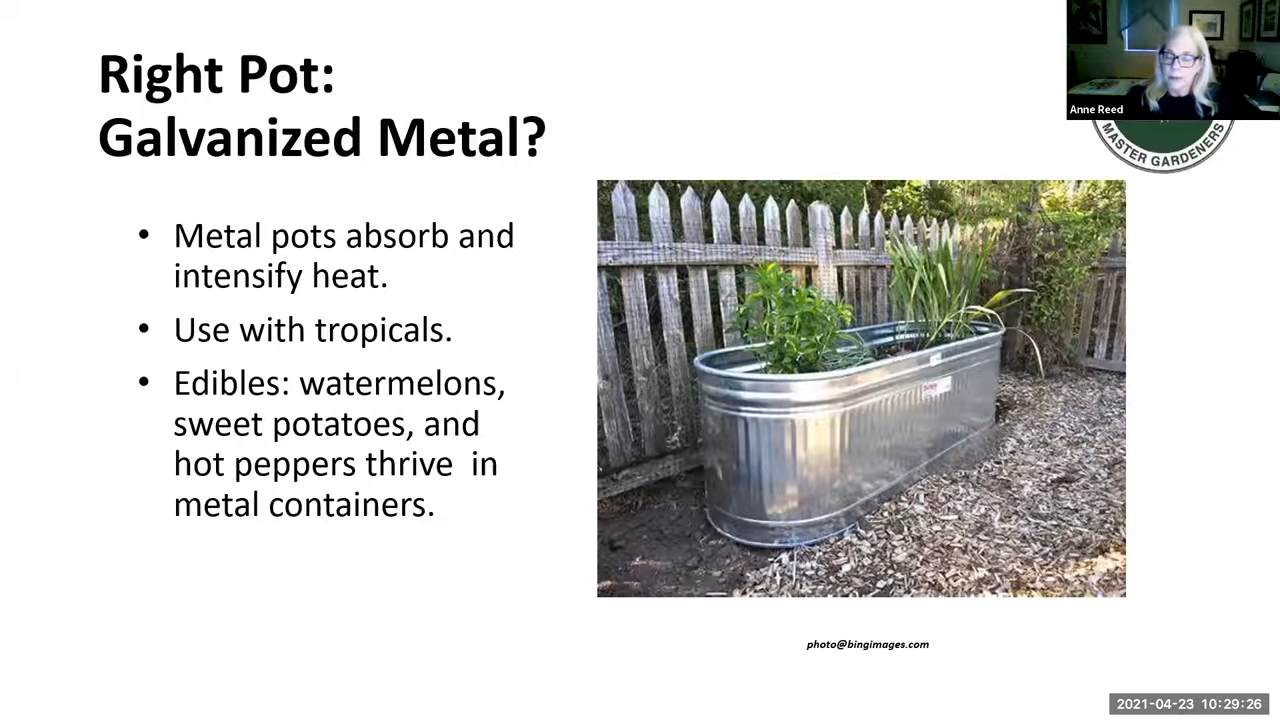 Right Pot:
Galvanized Metal?
Anne Reed
MASTER GARDENERS
• Metal pots absorb and
intensify heat.
• Use with tropicals.
• Edibles: watermelons,
sweet potatoes, and
hot peppers thrive  in
metal containers.
photo@bingimages.com
2021-04-23 10:29:26